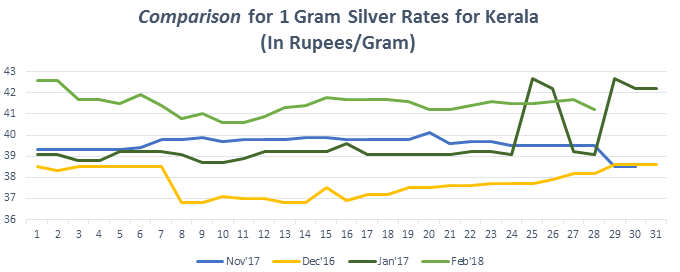 Comparison for 1 Gram Silver Rates for Kerala
(In Rupees/Gram)
43
42
41
40
39
38
37
36
1 2 3 4 5 6 7 8 9 10 11 12 13 14 15 16 17 18 19 20 21 22 23 24 25 26 27 28 29 30 31
Nov'17 Dec'16 Jan'17 Feb'18